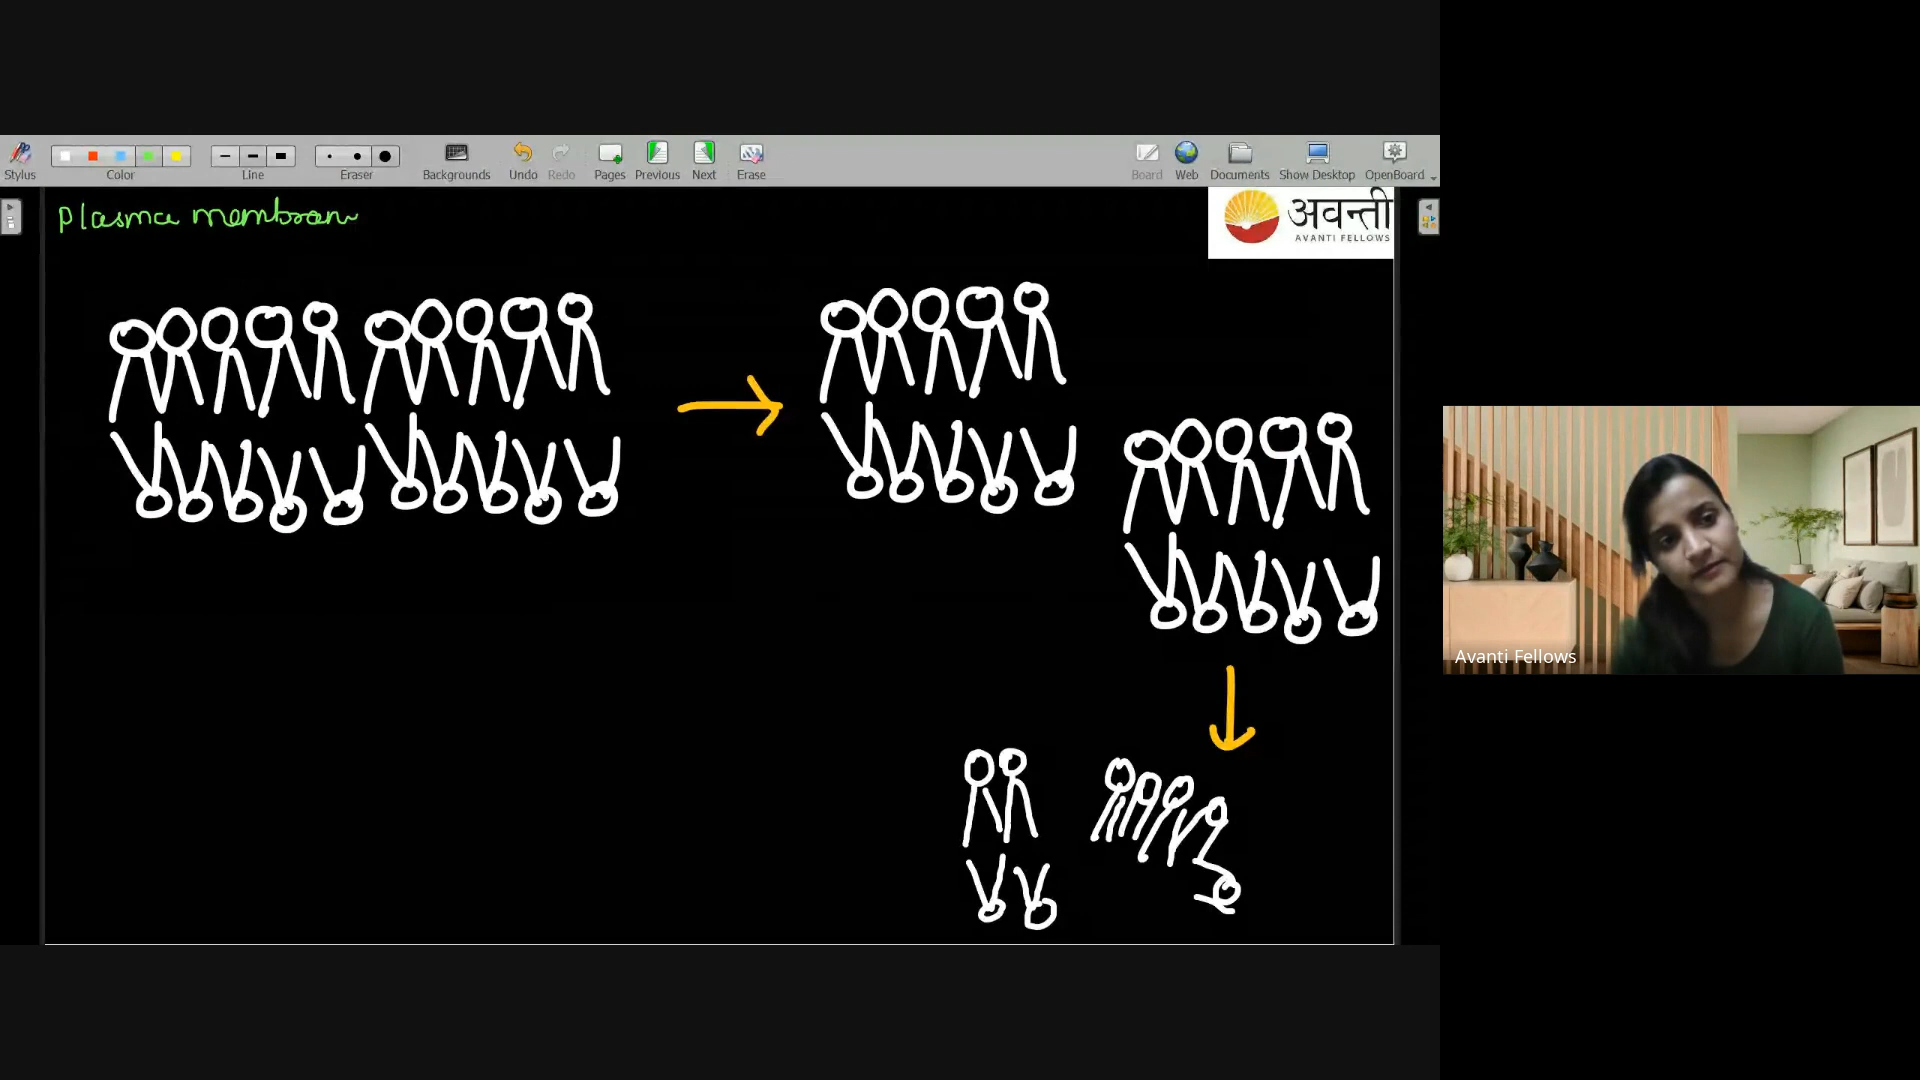 Stylus
Color
Line
Eraser
Backgrounds
Undo
Redo
Pages
Previous
Next
Erase
Board
Web
Documents
Show Desktop
OpenBoard
Plasma membran
अवन्ती
AVANTI FELLOWS
Avanti Fellows